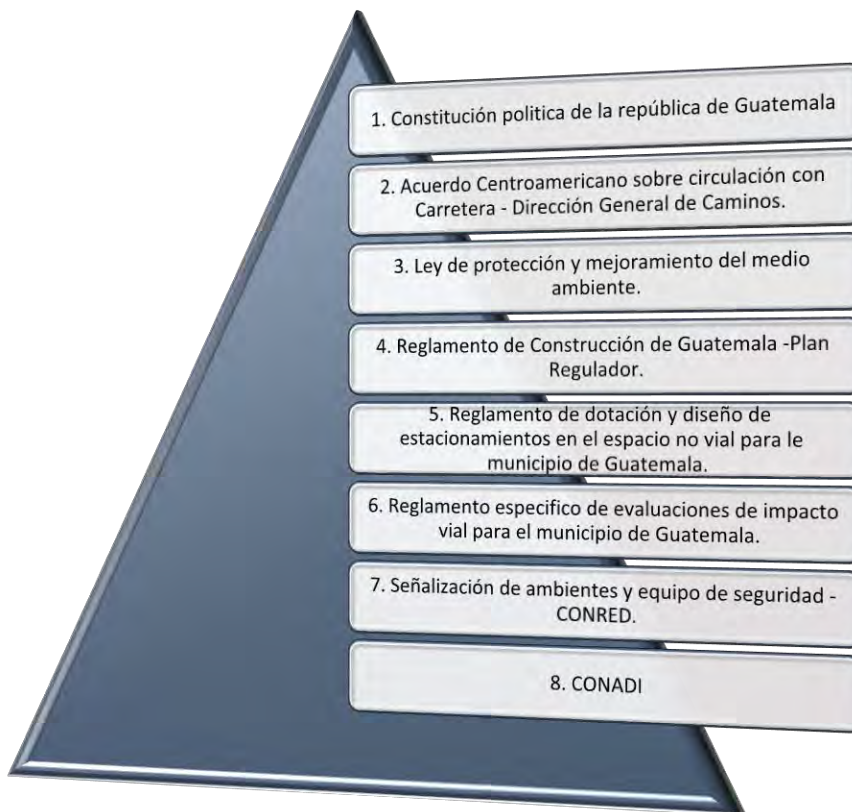 1. Constitución politica de la república de Guatemala
2. Acuerdo Centroamericano sobre circulación con
Carretera - Dirección General de Caminos.
3. Ley de protección y mejoramiento del medio
ambiente.
4. Reglamento de Construcción de Guatemala -Plan
Regulador.
5. Reglamento de dotación y diseño de
estacionamientos en el espacio no vial para le
municipio de Guatemala.
6. Reglamento especifico de evaluaciones de impacto
vial para el municipio de Guatemala.
7. Señalización de ambientes y equipo de seguridad -
CONRED.
8. CONADI